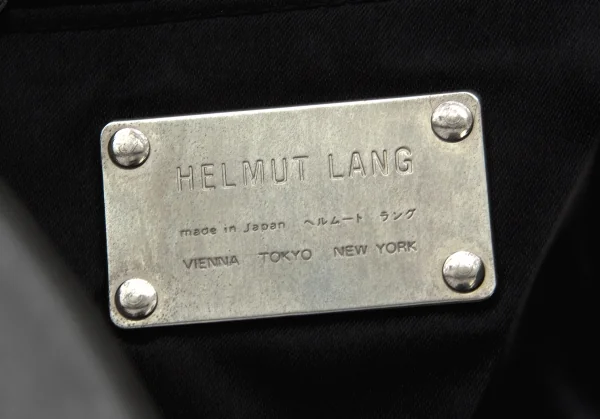 HELMUT LANG
made in Japan ヘルムート ラング
VIENNA TOKYO NEW YORK